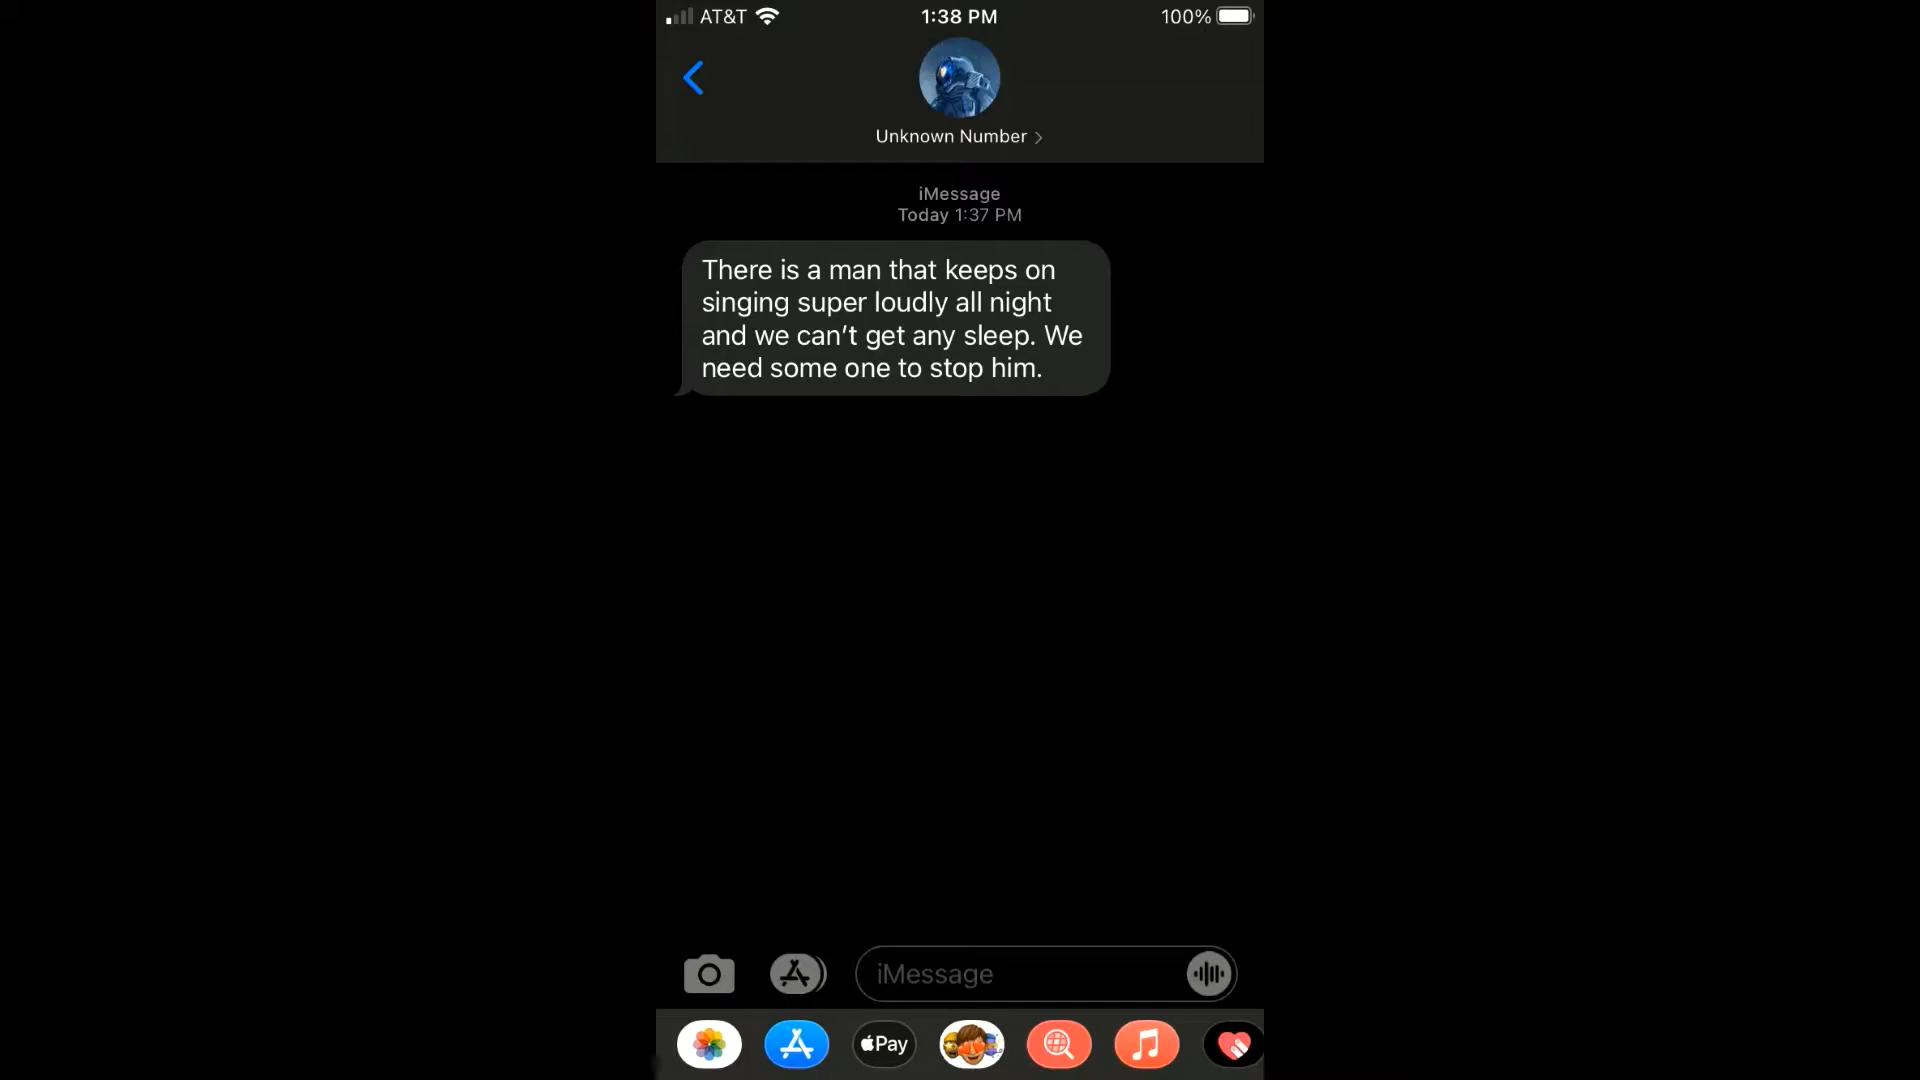 AT&T 1:38 PM 100%
Unknown Number
iMessage
Today 1:37 PM
There is a man that keeps on
singing super loudly all night
and we can’t get any sleep. We
need some one to stop him.
iMessage
Pay